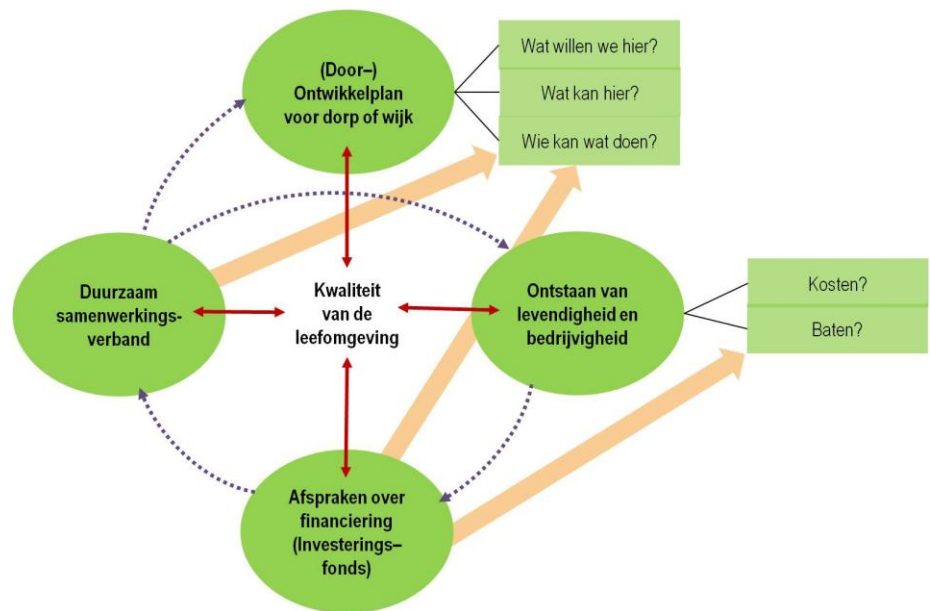 (Door–)
Ontwikkelplan
voor dorp of wijk
Wat willen we hier?
Wat kan hier?
Wie kan wat doen?
Duurzaam
samenwerkings-
verband
Kwaliteit
van de
leefomgeving
Ontstaan van
levendigheid en
bedrijvigheid
Kosten?
Baten?
Afspraken over
financiering
(Investerings–
fonds)